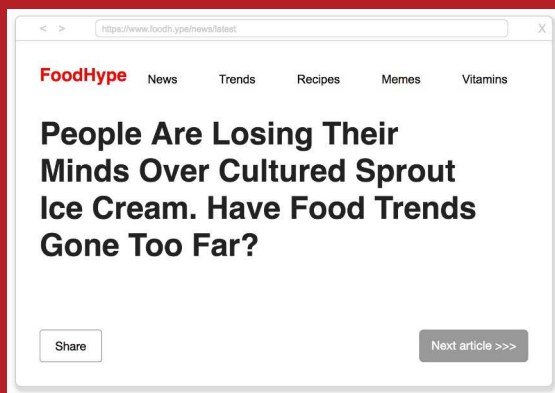 < >
https://www.foodh.ype/news/latest
X
FoodHype News Trends Recipes Memes Vitamins
People Are Losing Their
Minds Over Cultured Sprout
Ice Cream. Have Food Trends
Gone Too Far?
Share
Next article >>>